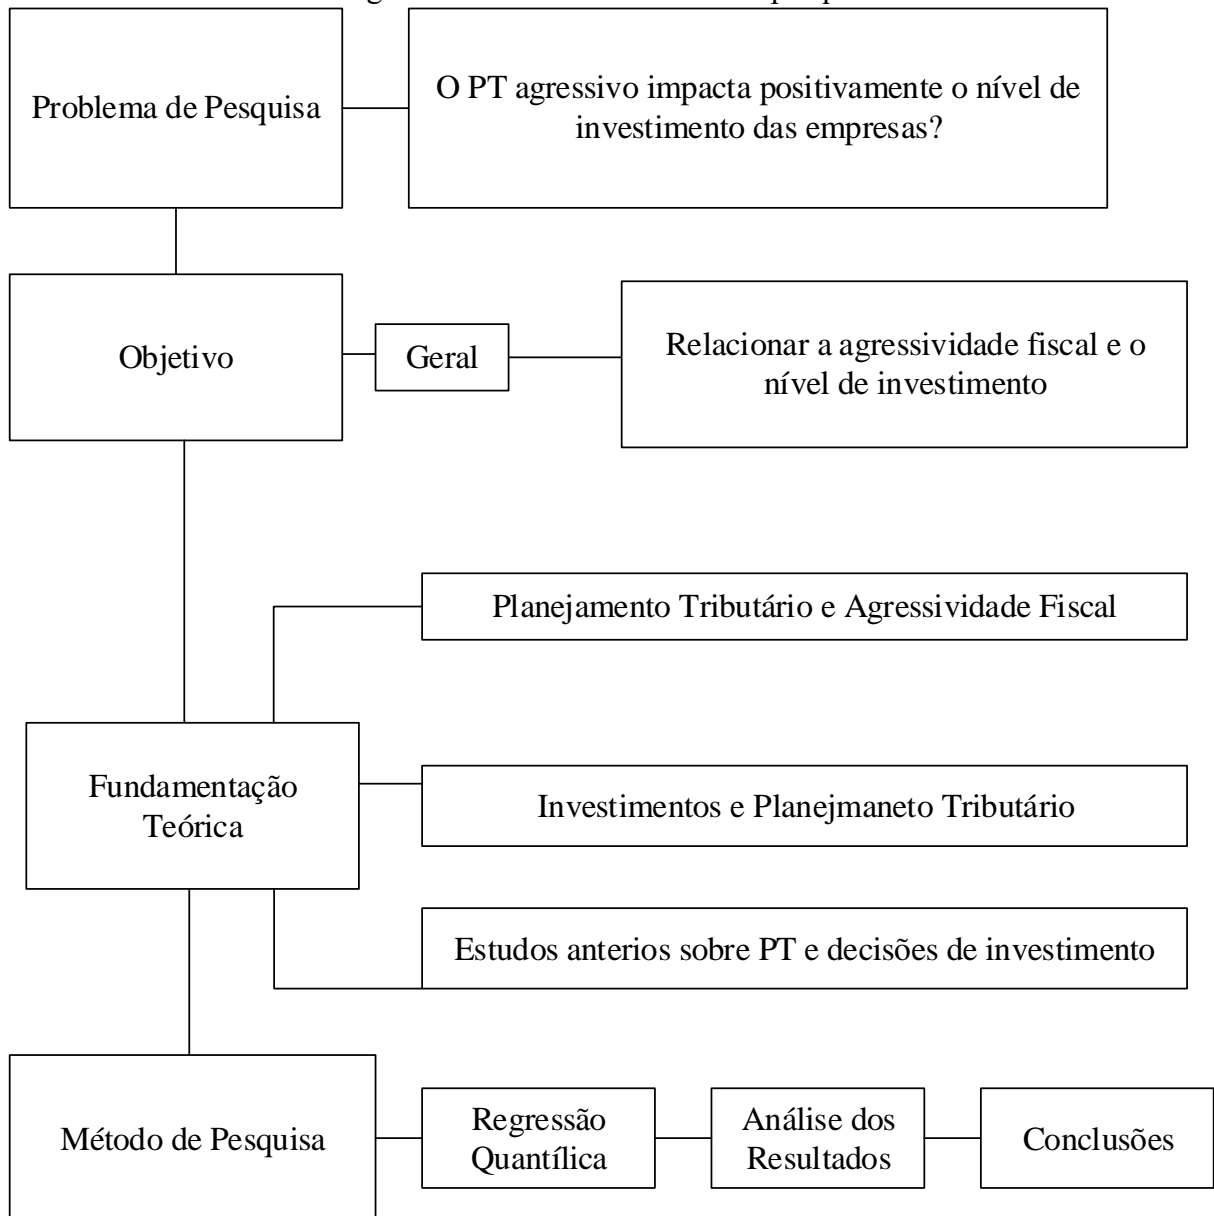 Problema de Pesquisa
O PT agressivo impacta positivamente o nível de
investimento das empresas?
Objetivo
Geral
Relacionar a agressividade fiscal e o
nível de investimento
Planejamento Tributário e Agressividade Fiscal
Fundamentação
Teórica
Investimentos e Planejmaneto Tributário
Estudos anterios sobre PT e decisões de investimento
Método de Pesquisa
Regressão
Quantílica
Análise dos
Resultados
Conclusões